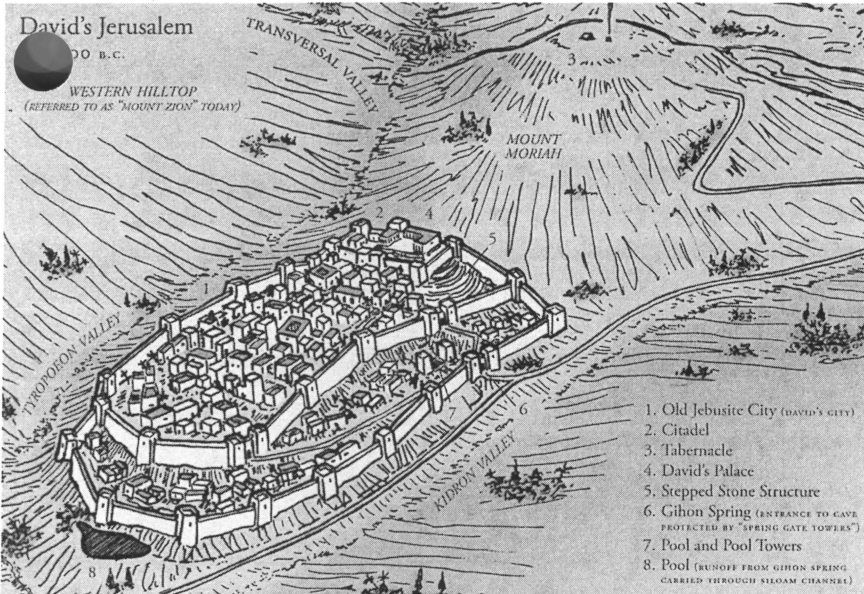 David's Jerusalem
B.C.
WESTERN HILLTOP
(REFERRED TO AS "MOUNT ZION" TODAY)
TRANSVERSAL VALLEY
3
MOUNT
MORIAH
2
4
5
1
TYROPOEON VALLEY
7
6
KIDRON VALLEY
8
1. Old Jebusite City (DAVID'S CITY)
2. Citadel
3. Tabernacle
4. David's Palace
5. Stepped Stone Structure
6. Gihon Spring (ENTRANCE TO CAVE
PROTECTED BY "SPRING GATE TOWERS")
7. Pool and Pool Towers
8. Pool (RUNOFF FROM GIHON SPRING
CARRIED THROUGH SILOAM CHANNEL)